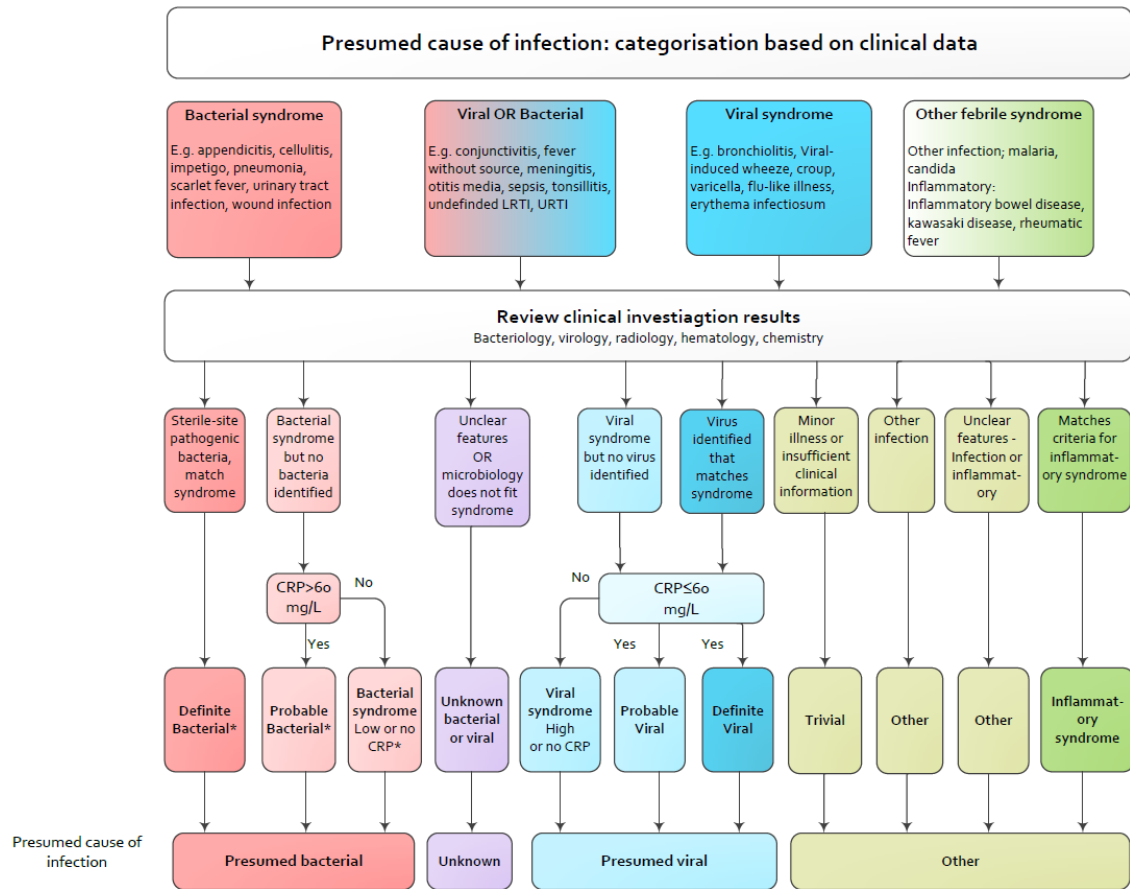 Presumed cause of infection: categorisation based on clinical data
Bacterial syndrome
E.g. appendicitis, cellulitis,
impetigo, pneumonia,
scarlet fever, urinary tract
infection, wound infection
Viral OR Bacterial
E.g. conjunctivitis, fever
without source, meningitis,
otitis media, sepsis, tonsillitis,
undefinded LRTI, URTI
Viral syndrome
E.g. bronchiolitis, Viral-
induced wheeze, croup,
varicella, flu-like illness,
erythema infectiosum
Other febrile syndrome
Other infection; malaria,
candida
Inflammatory:
Inflammatory bowel disease,
kawasaki disease, rheumatic
fever
Review clinical investiagtion results
Bacteriology, virology, radiology, hematology, chemistry
Sterile-site
pathogenic
bacteria,
match
syndrome
Bacterial
syndrome
but no
bacteria
identified
Unclear
features
OR
microbiology
does not fit
syndrome
Viral
syndrome
but no virus
identified
Virus
identified
that
matches
syndrome
Minor
illness or
insufficient
clinical
information
Other
infection
Unclear
features -
Infection or
inflammat-
ory
Matches
criteria for
inflammat-
ory syndrome
CRP>60
mg/L
No
Yes
No
CRP≤60
mg/L
Yes
Yes
Definite
Bacterial*
Probable
Bacterial*
Bacterial
syndrome
Low or no
CRP*
Unknown
bacterial
or viral
Viral
syndrome
High
or no CRP
Probable
Viral
Definite
Viral
Trivial
Other
Other
Inflammat-
ory
syndrome
Presumed cause of
infection
Presumed bacterial
Unknown
Presumed viral
Other